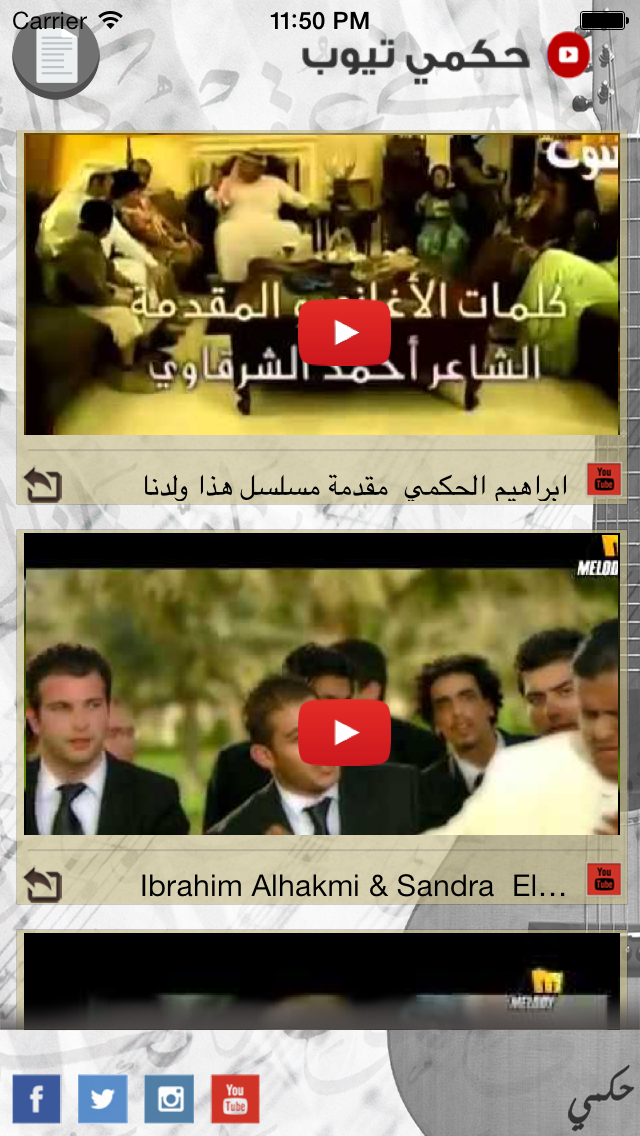 Carrier 11:50 PM
حكمي تيوب
كلمات الأغاني و المقدمة
الشاعر أحمد الشرقاوي
ابراهيم الحكمي مقدمة مسلسل هذا ولدنا
You
Tube
MELOD
Ibrahim Alhakmi & Sandra El...
You
Tube
MELODY
f
You
Tube
حكمي